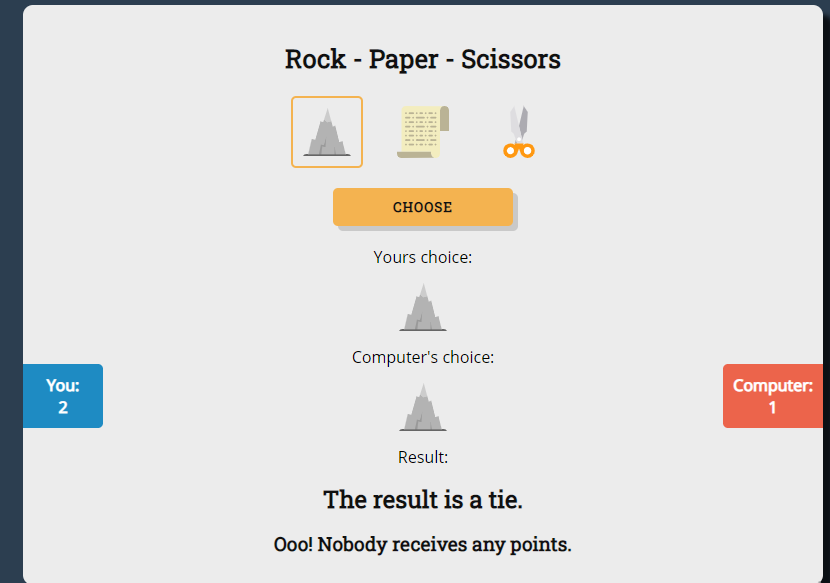 Rock - Paper - Scissors
CHOOSE
Yours choice:
Computer's choice:
You:
2
Computer:
1
Result:
The result is a tie.
Ooo! Nobody receives any points.